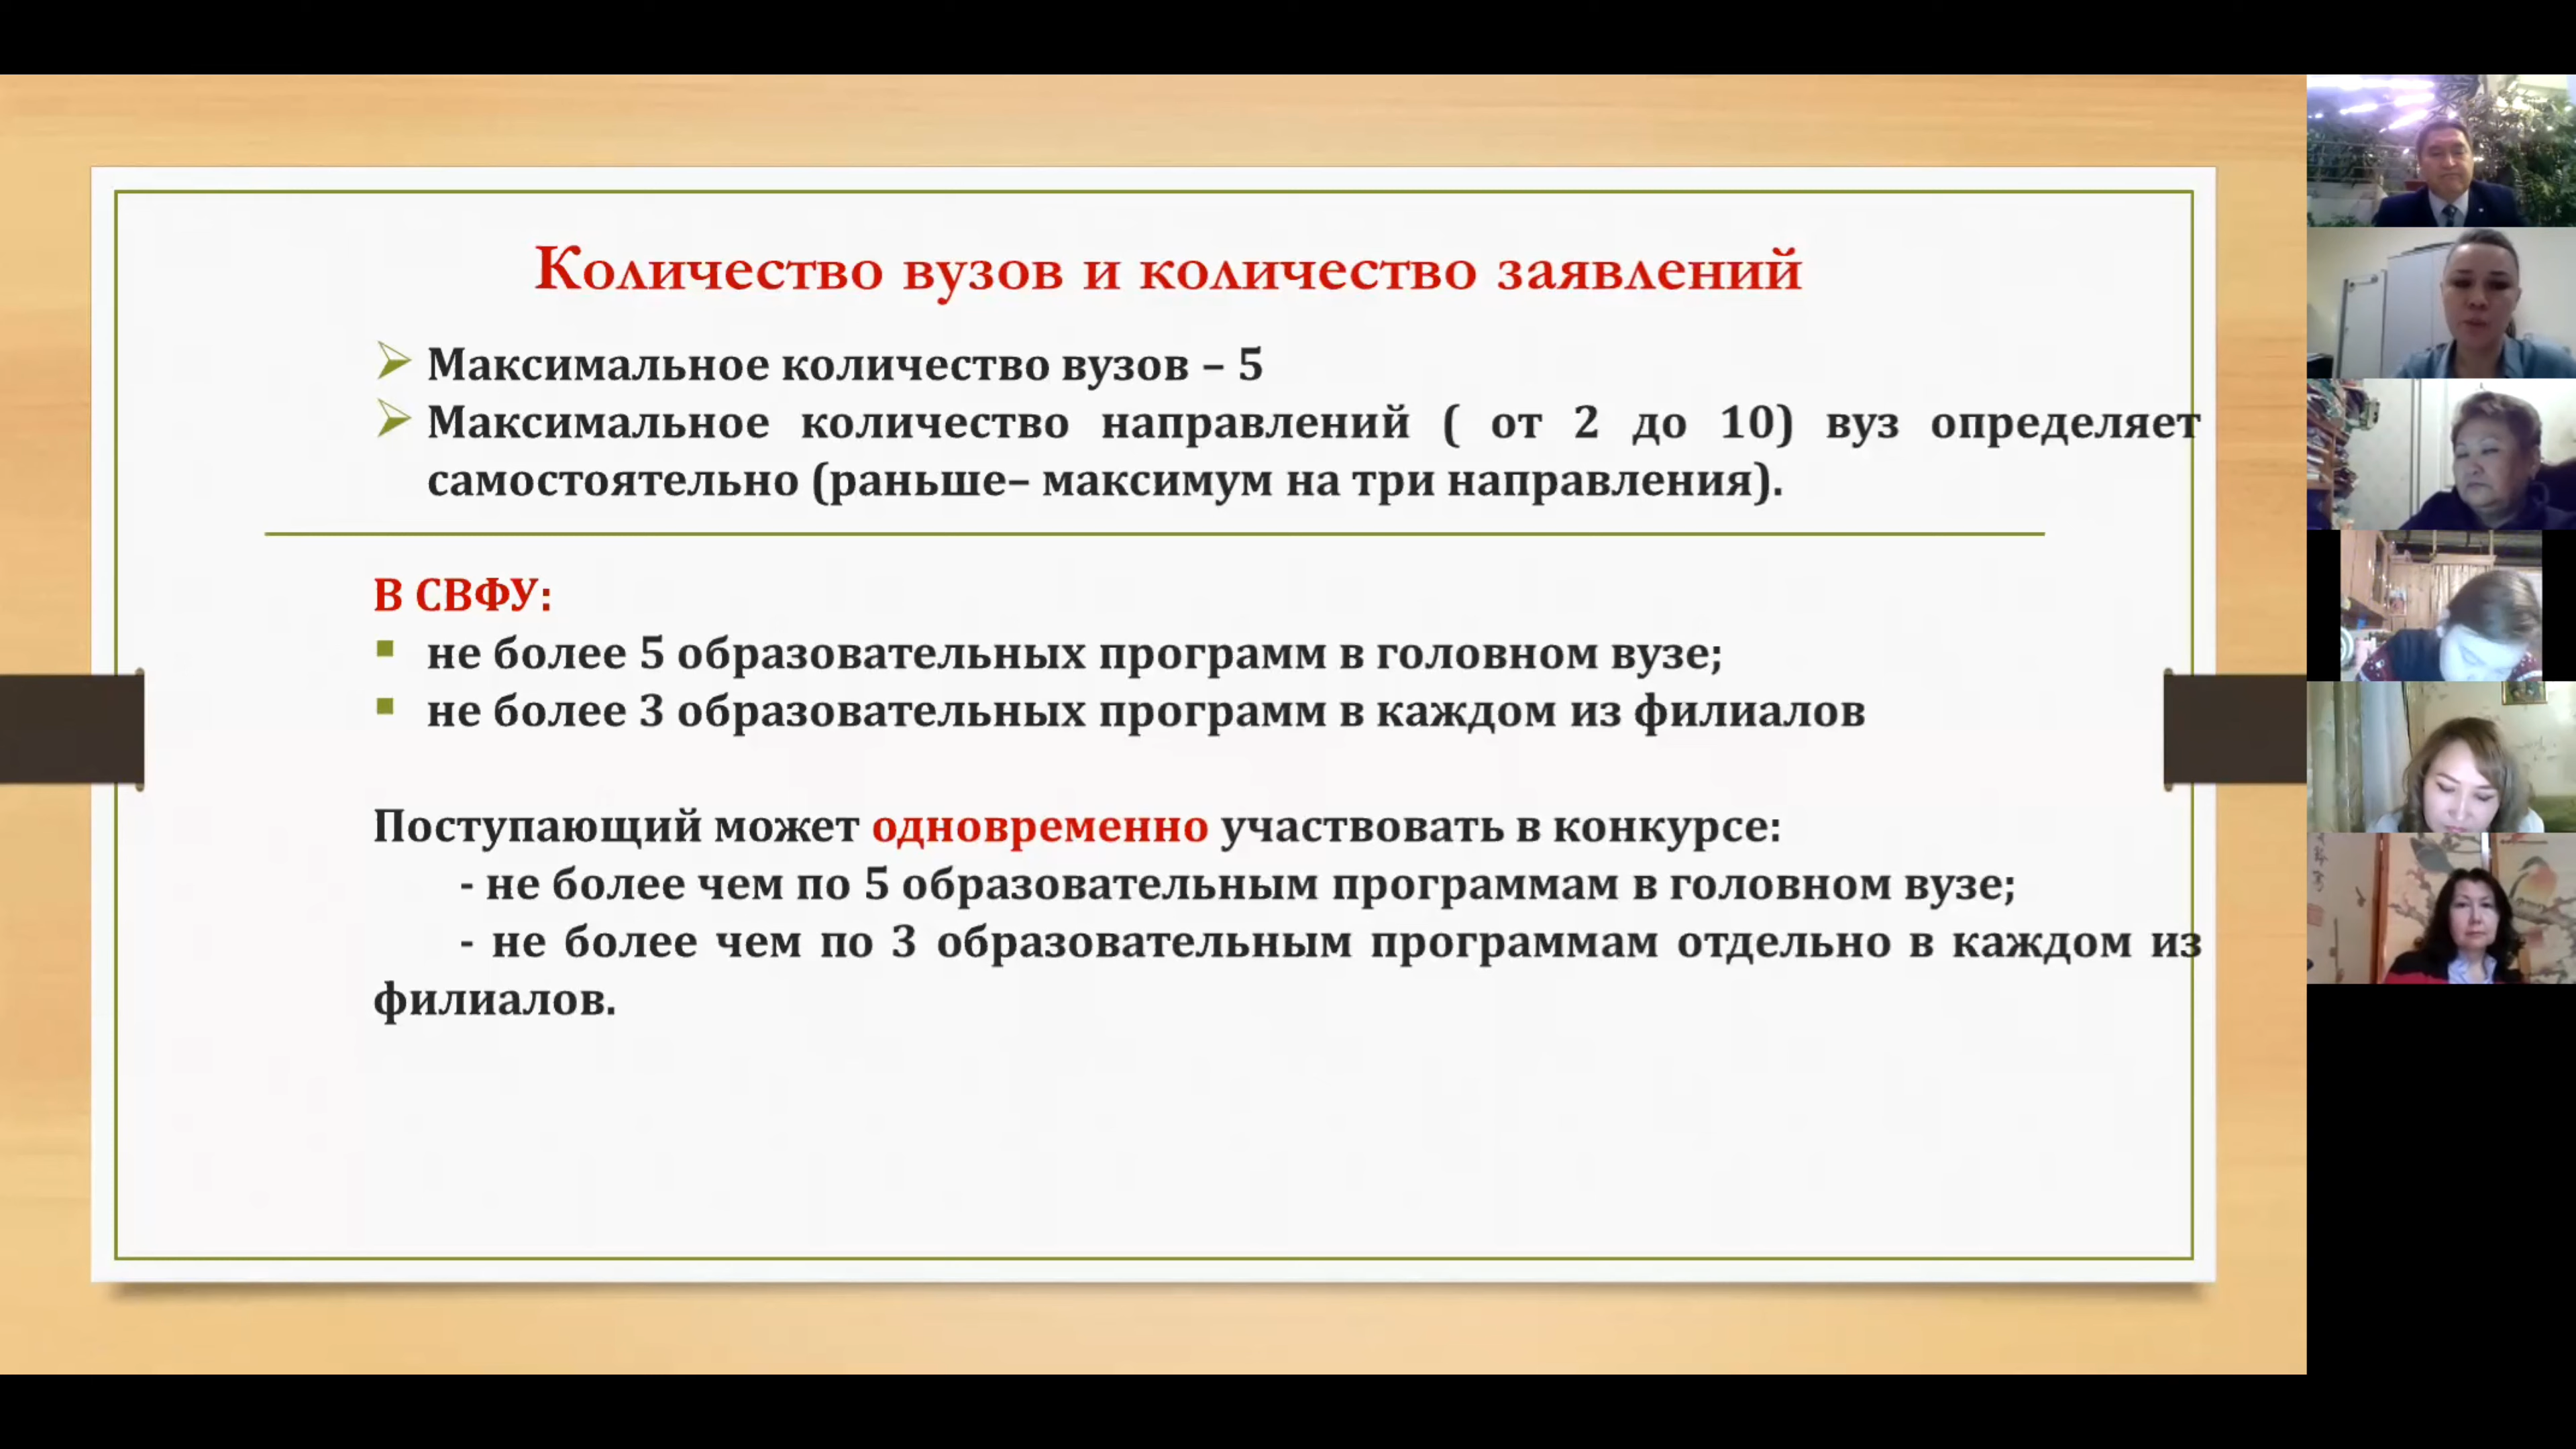 Количество вузов и количество заявлений
Максимальное количество вузов – 5
Максимальное количество направлений ( от 2 до 10) вуз определяет
самостоятельно (раньше– максимум на три направления).
В СВФУ:
не более 5 образовательных программ в головном вузе;
не более 3 образовательных программ в каждом из филиалов
Поступающий может одновременно участвовать в конкурсе:
- не более чем по 5 образовательным программам в головном вузе;
- не более чем по 3 образовательным программам отдельно в каждом из
филиалов.